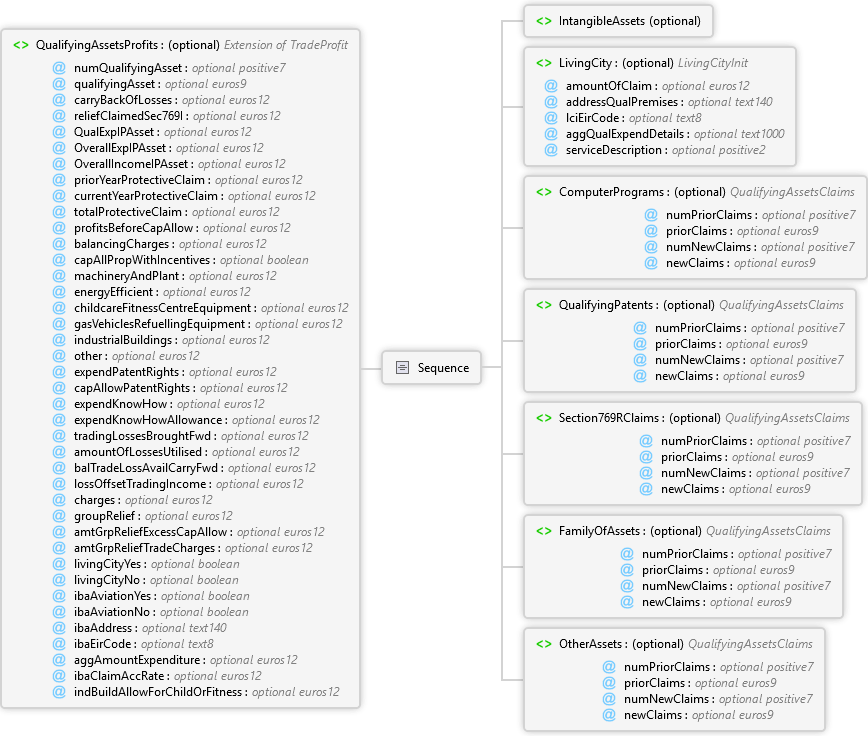 <> QualifyingAssetsProfits : (optional) Extension of TradeProfit
@ numQualifyingAsset : optional positive7
@ qualifyingAsset : optional euros9
@ carryBackOfLosses : optional euros12
@ reliefClaimedSec769I : optional euros12
@ QualExpIPAsset : optional euros12
@ OverallExpIPAsset : optional euros12
@ OverallIncomeIPAsset : optional euros12
@ priorYearProtectiveClaim : optional euros12
@ currentYearProtectiveClaim : optional euros12
@ totalProtectiveClaim : optional euros12
@ profitsBeforeCapAllow : optional euros12
@ balancingCharges : optional euros12
@ capAllPropWithIncentives : optional boolean
@ machineryAndPlant : optional euros12
@ energyEfficient : optional euros12
@ childcareFitnessCentreEquipment : optional euros12
@ gasVehiclesRefuellingEquipment : optional euros12
@ industrialBuildings : optional euros12
@ other : optional euros12
@ expendPatentRights : optional euros12
@ capAllowPatentRights : optional euros12
@ expendKnowHow : optional euros12
@ expendKnowHowAllowance : optional euros12
@ tradingLossesBroughtFwd : optional euros12
@ amountOfLossesUtilised : optional euros12
@ balTradeLossAvailCarryFwd : optional euros12
@ lossOffsetTradingIncome : optional euros12
@ charges : optional euros12
@ groupRelief : optional euros12
@ amtGrpReliefExcessCapAllow : optional euros12
@ amtGrpReliefTradeCharges : optional euros12
@ livingCityYes : optional boolean
@ livingCityNo : optional boolean
@ ibaAviationYes : optional boolean
@ ibaAviationNo : optional boolean
@ ibaAddress : optional text140
@ ibaEirCode : optional text8
@ aggAmountExpenditure : optional euros12
@ ibaClaimAccRate : optional euros12
@ indBuildAllowForChildOrFitness : optional euros12
Sequence
<> IntangibleAssets (optional)
<> LivingCity : (optional) LivingCityInit
@ amountOfClaim : optional euros12
@ addressQualPremises : optional text140
@ lciEirCode : optional text8
@ aggQualExpendDetails : optional text1000
@ serviceDescription : optional positive2
<> ComputerPrograms : (optional) QualifyingAssetsClaims
@ numPriorClaims : optional positive7
@ priorClaims : optional euros9
@ numNewClaims : optional positive7
@ newClaims : optional euros9
<> QualifyingPatents : (optional) QualifyingAssetsClaims
@ numPriorClaims : optional positive7
@ priorClaims : optional euros9
@ numNewClaims : optional positive7
@ newClaims : optional euros9
<> Section769RClaims : (optional) QualifyingAssetsClaims
@ numPriorClaims : optional positive7
@ priorClaims : optional euros9
@ numNewClaims : optional positive7
@ newClaims : optional euros9
<> FamilyOfAssets : (optional) QualifyingAssetsClaims
@ numPriorClaims : optional positive7
@ priorClaims : optional euros9
@ numNewClaims : optional positive7
@ newClaims : optional euros9
<> OtherAssets : (optional) QualifyingAssetsClaims
@ numPriorClaims : optional positive7
@ priorClaims : optional euros9
@ numNewClaims : optional positive7
@ newClaims : optional euros9